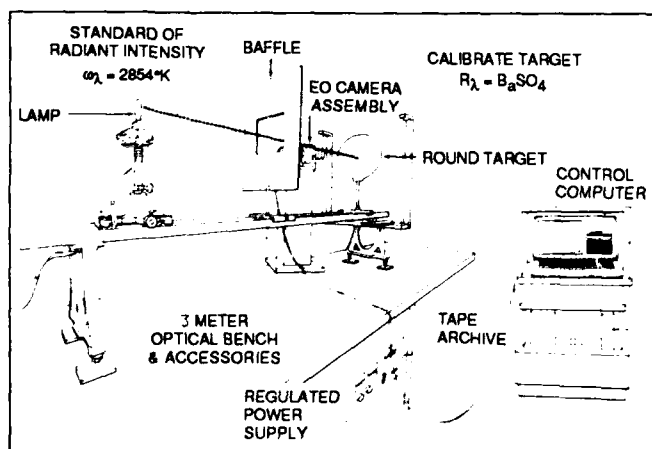 STANDARD OF
RADIANT INTENSITY
ωλ = 2854°K
LAMP
BAFFLE
EO CAMERA
ASSEMBLY
CALIBRATE TARGET
Rλ = BaSO4
ROUND TARGET
CONTROL
COMPUTER
3 METER
OPTICAL BENCH
& ACCESSORIES
TAPE
ARCHIVE
REGULATED
POWER
SUPPLY